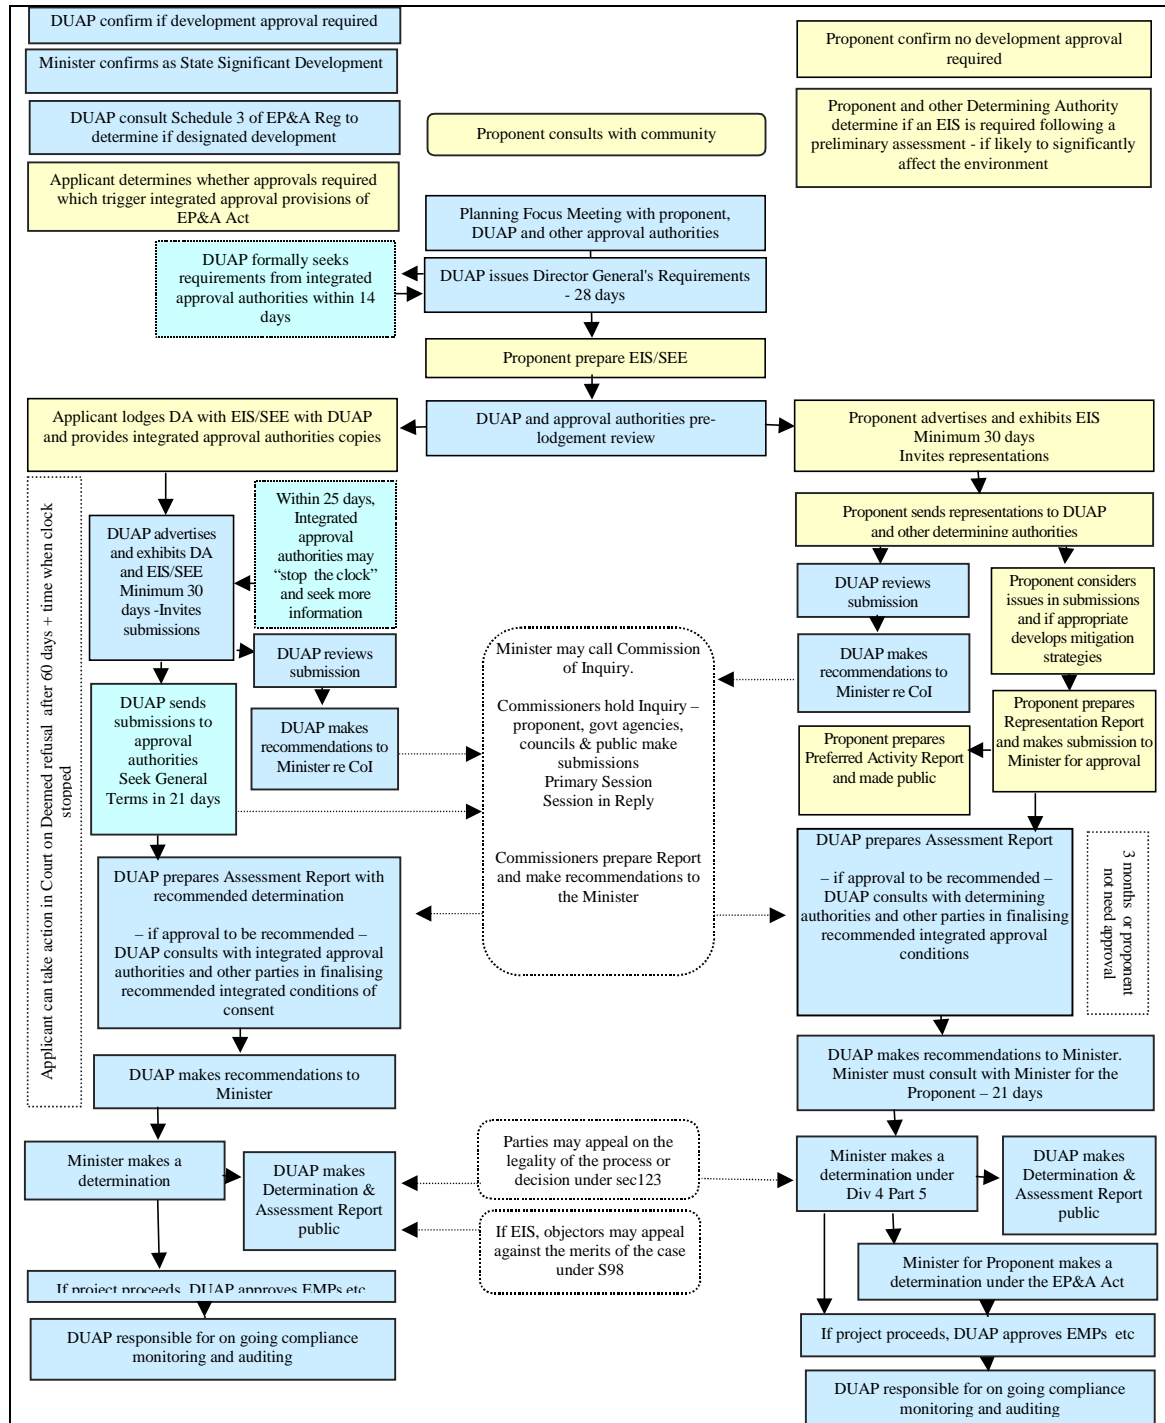 DUAP confirm if development approval required
Minister confirms as State Significant Development
DUAP consult Schedule 3 of EP&A Reg to
determine if designated development
Applicant determines whether approvals required
which trigger integrated approval provisions of
EP&A Act
Proponent consults with community
Proponent confirm no development approval
required
Proponent and other Determining Authority
determine if an EIS is required following a
preliminary assessment - if likely to significantly
affect the environment
Planning Focus Meeting with proponent,
DUAP and other approval authorities
DUAP formally seeks
requirements from integrated
approval authorities within 14
days
DUAP issues Director General's Requirements
- 28 days
Proponent prepare EIS/SEE
DUAP and approval authorities pre-
lodgement review
Applicant lodges DA with EIS/SEE with DUAP
and provides integrated approval authorities copies
Applicant can take action in Court on Deemed refusal after 60 days + time when clock
stopped
DUAP advertises
and exhibits DA
and EIS/SEE
Minimum 30
days -Invites
submissions
Within 25 days,
Integrated
approval
authorities may
“stop the clock”
and seek more
information
DUAP reviews
submission
DUAP sends
submissions to
approval
authorities
Seek General
Terms in 21 days
DUAP makes
recommendations to
Minister re CoI
Minister may call Commission
of Inquiry.
Commissioners hold Inquiry –
proponent, govt agencies,
councils & public make
submissions
Primary Session
Session in Reply
Commissioners prepare Report
and make recommendations to
the Minister
Proponent advertises and exhibits EIS
Minimum 30 days
Invites representations
Proponent sends representations to DUAP
and other determining authorities
DUAP reviews
submission
Proponent considers
issues in submissions
and if appropriate
develops mitigation
strategies
DUAP makes
recommendations to
Minister re CoI
Proponent prepares
Representation Report
and makes submission to
Minister for approval
Proponent prepares
Preferred Activity Report
and made public
DUAP prepares Assessment Report with
recommended determination
– if approval to be recommended –
DUAP consults with integrated approval
authorities and other parties in finalising
recommended integrated conditions of
consent
DUAP prepares Assessment Report
– if approval to be recommended –
DUAP consults with determining
authorities and other parties in finalising
recommended integrated approval
conditions
3 months or proponent
not need approval
DUAP makes recommendations to
Minister
DUAP makes recommendations to Minister.
Minister must consult with Minister for the
Proponent – 21 days
Minister makes a
determination
DUAP makes
Determination &
Assessment Report
public
Parties may appeal on the
legality of the process or
decision under sec123
If EIS, objectors may appeal
against the merits of the case
under S98
Minister makes a
determination under
Div 4 Part 5
DUAP makes
Determination &
Assessment Report
public
Minister for Proponent makes a
determination under the EP&A Act
If project proceeds, DUAP approves EMPs etc
DUAP responsible for on going compliance
monitoring and auditing
If project proceeds, DUAP approves EMPs etc
DUAP responsible for on going compliance
monitoring and auditing